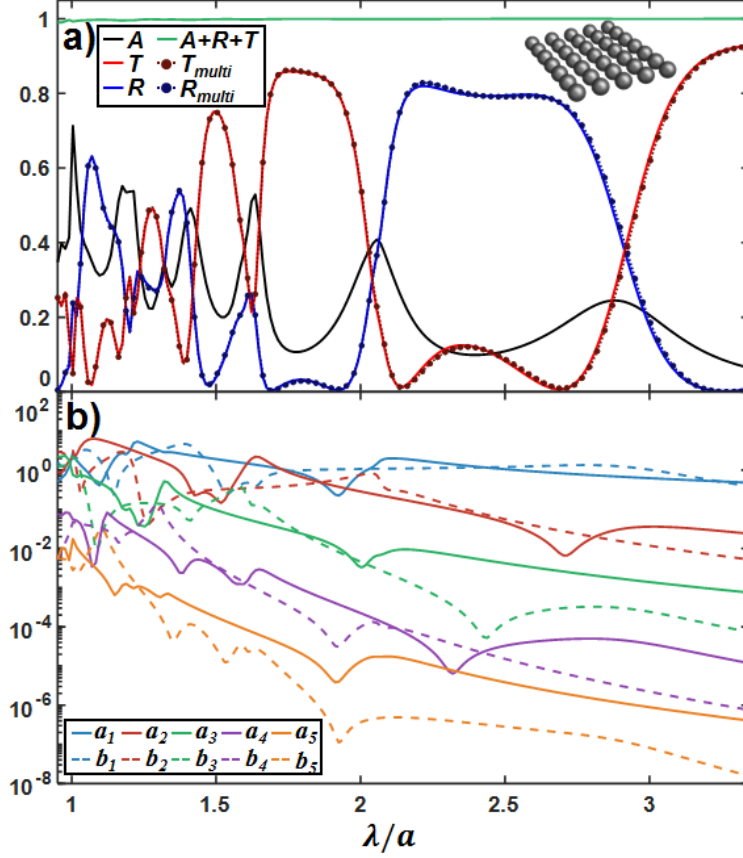 a)
A A+R+T
T T_multi
R R_multi
1
0.8
0.6
0.4
0.2
0
b)
10^2
10^0
10^-2
10^-4
10^-6
10^-8
a_1 a_2 a_3 a_4 a_5
b_1 b_2 b_3 b_4 b_5
1 1.5 2 2.5 3
λ/a